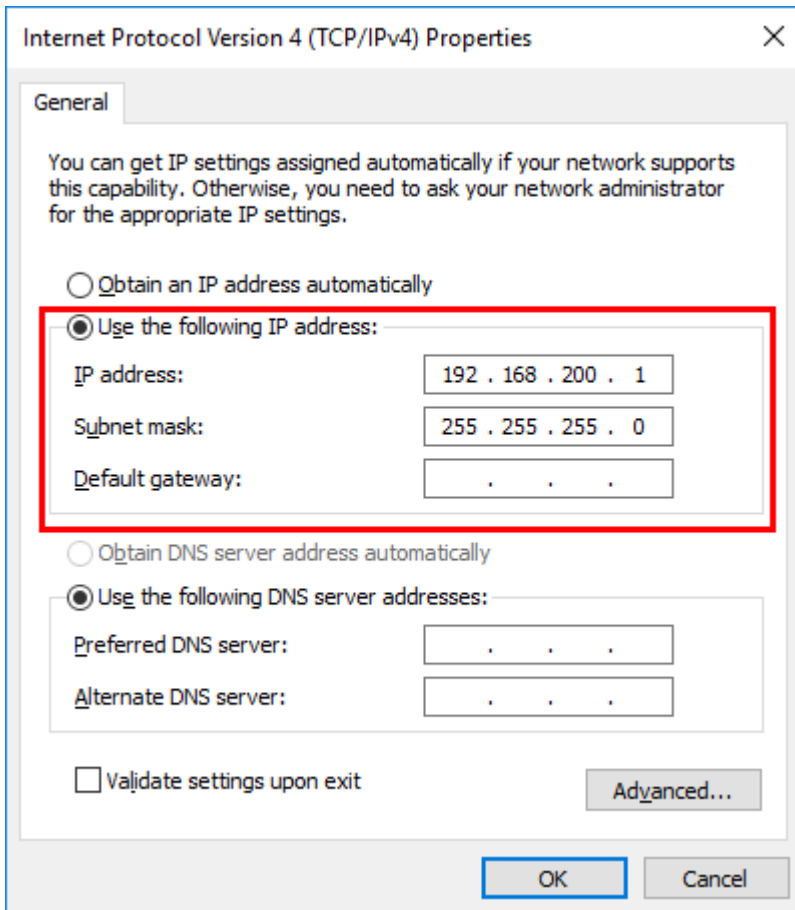 Internet Protocol Version 4 (TCP/IPv4) Properties
General
You can get IP settings assigned automatically if your network supports
this capability. Otherwise, you need to ask your network administrator
for the appropriate IP settings.
Obtain an IP address automatically
Use the following IP address:
IP address: 192 . 168 . 200 . 1
Subnet mask: 255 . 255 . 255 . 0
Default gateway: . . .
Obtain DNS server address automatically
Use the following DNS server addresses:
Preferred DNS server: . . .
Alternate DNS server: . . .
Validate settings upon exit
Advanced...
OK Cancel